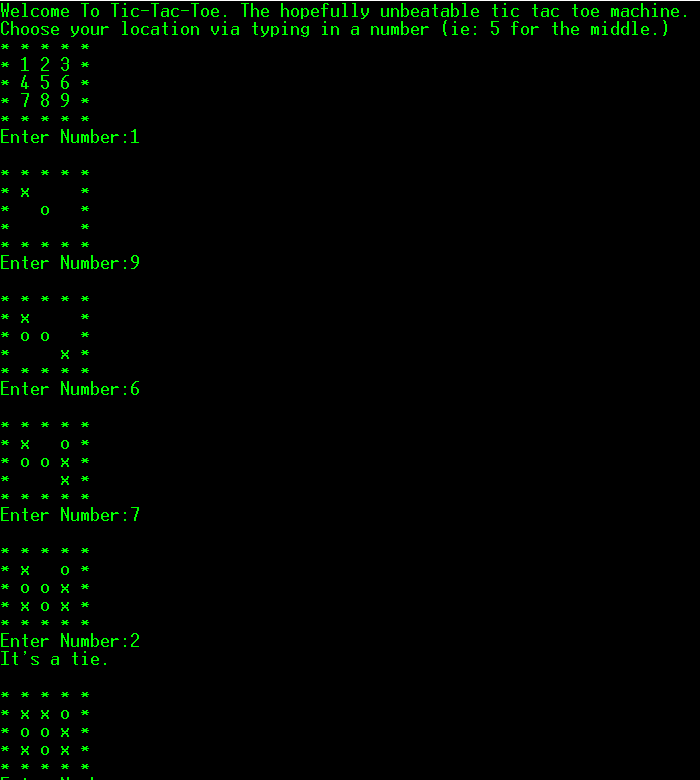 Welcome To Tic-Tac-Toe. The hopefully unbeatable tic tac toe machine.
Choose your location via typing in a number (ie: 5 for the middle.)
* * * * *
* 1 2 3 *
* 4 5 6 *
* 7 8 9 *
* * * * *
Enter Number:1

* * * * *
* x     *
*   o   *
*       *
* * * * *
Enter Number:9

* * * * *
* x     *
* o o   *
*     x *
* * * * *
Enter Number:6

* * * * *
* x   o *
* o o x *
*     x *
* * * * *
Enter Number:7

* * * * *
* x   o *
* o o x *
* x o x *
* * * * *
Enter Number:2
It's a tie.

* * * * *
* x x o *
* o o x *
* x o x *
* * * * *